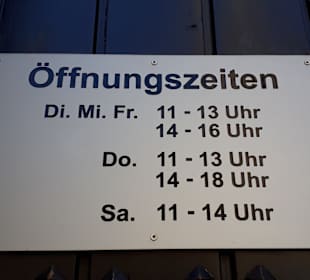 Öffnungszeiten
Di. Mi. Fr. 11 - 13 Uhr
14 - 16 Uhr
Do. 11 - 13 Uhr
14 - 18 Uhr
Sa. 11 - 14 Uhr